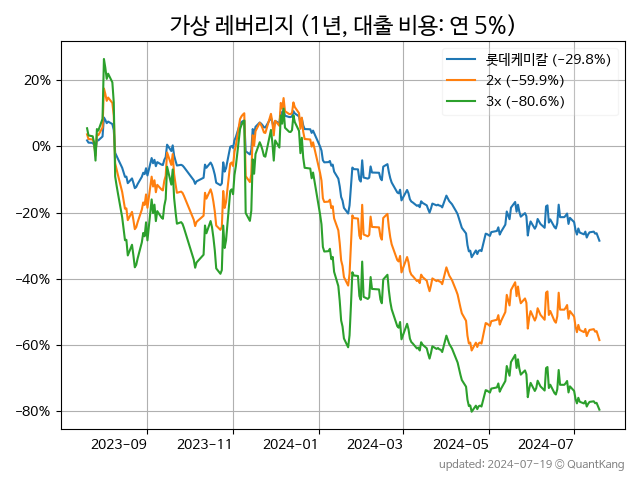 가상 레버리지 (1년, 대출 비용: 연 5%)
롯데케미칼 (−29.8%)
2x (−59.9%)
3x (−80.6%)
20%
0%
−20%
−40%
−60%
−80%
2023-09
2023-11
2024-01
2024-03
2024-05
2024-07
updated: 2024-07-19 © QuantKang